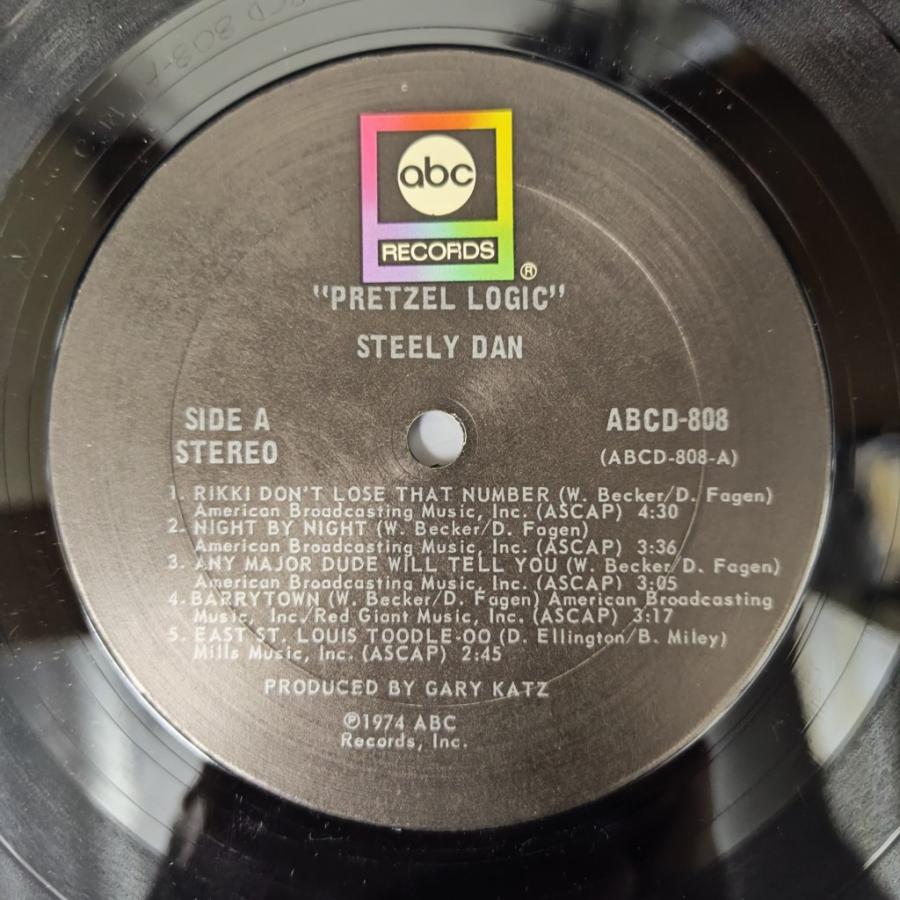 abc
RECORDS
®
"PRETZEL LOGIC"
STEELY DAN
SIDE A
STEREO
ABCD-808
(ABCD-808-A)
1. RIKKI DON'T LOSE THAT NUMBER (W. Becker/D. Fagen)
American Broadcasting Music, Inc. (ASCAP) 4:30
2. NIGHT BY NIGHT (W. Becker/D. Fagen)
American Broadcasting Music, Inc. (ASCAP) 3:36
3. ANY MAJOR DUDE WILL TELL YOU (W. Becker/D. Fagen)
American Broadcasting Music, Inc. (ASCAP) 3:05
4. BARRYTOWN (W. Becker/D. Fagen) American Broadcasting
Music, Inc./Red Giant Music, Inc. (ASCAP) 3:17
5. EAST ST. LOUIS TOODLE-OO (D. Ellington/B. Miley)
Mills Music, Inc. (ASCAP) 2:45
PRODUCED BY GARY KATZ
℗1974 ABC
Records, Inc.